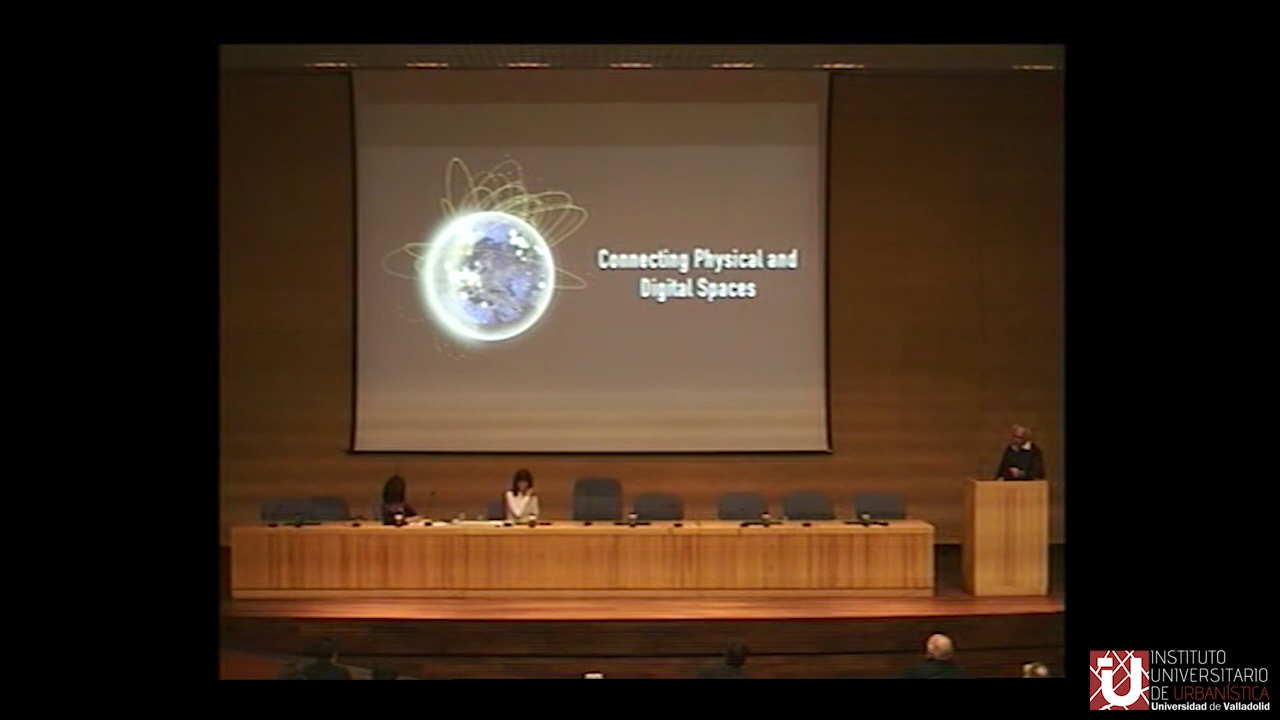 Connecting Physical and
Digital Spaces
INSTITUTO
UNIVERSITARIO
DE URBANÍSTICA
Universidad de Valladolid